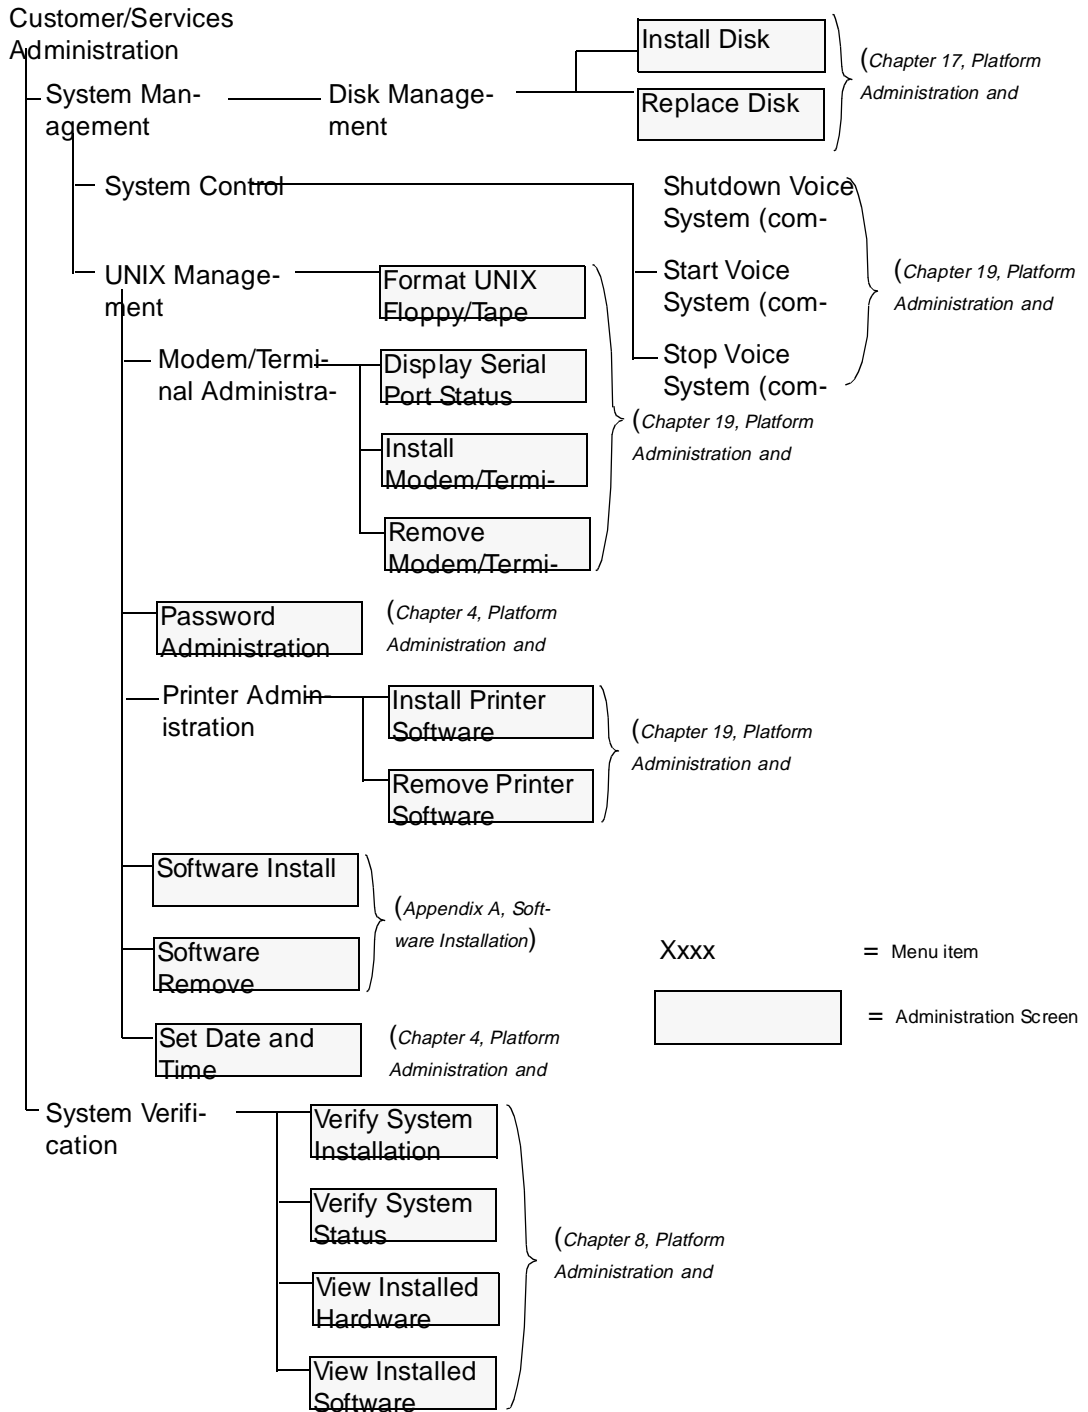 Customer/Services
Administration
System Man-
agement
Disk Manage-
ment
Install Disk
Replace Disk
(Chapter 17, Platform
Administration and
System Control
Shutdown Voice
System (com-
Start Voice
System (com-
Stop Voice
System (com-
(Chapter 19, Platform
Administration and
UNIX Manage-
ment
Format UNIX
Floppy/Tape
Modem/Termi-
nal Administra-
Display Serial
Port Status
Install
Modem/Termi-
Remove
Modem/Termi-
(Chapter 19, Platform
Administration and
Password
Administration
(Chapter 4, Platform
Administration and
Printer Admin-
istration
Install Printer
Software
Remove Printer
Software
(Chapter 19, Platform
Administration and
Software Install
Software
Remove
(Appendix A, Soft-
ware Installation)
Xxxx
= Menu item
= Administration Screen
Set Date and
Time
(Chapter 4, Platform
Administration and
System Verifi-
cation
Verify System
Installation
Verify System
Status
View Installed
Hardware
View Installed
Software
(Chapter 8, Platform
Administration and